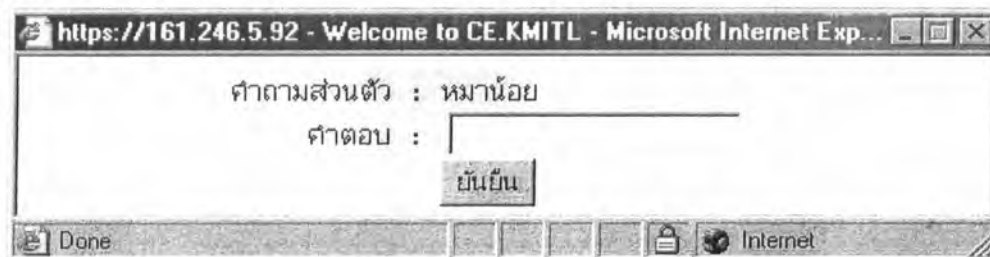 https://161.246.5.92 - Welcome to CE.KMITL - Microsoft Internet Exp...
คำถามส่วนตัว : หมาน้อย
คำตอบ :
ยืนยัน
Done Internet